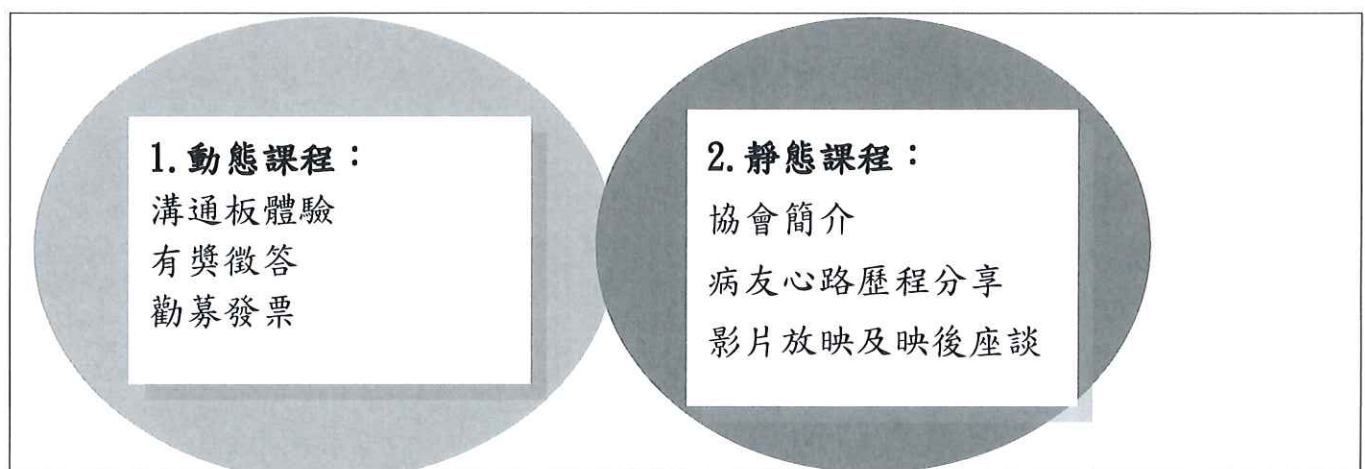 1.動態課程：
溝通板體驗
有獎徵答
勸募發票
2.靜態課程：
協會簡介
病友心路歷程分享
影片放映及映後座談